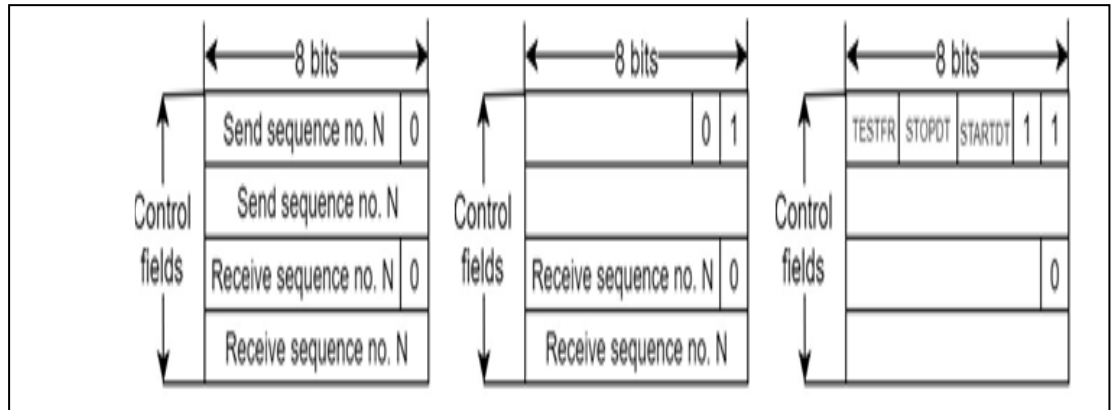 8 bits
Send sequence no. N 0
Send sequence no. N
Control fields
Receive sequence no. N 0
Receive sequence no. N
8 bits
0 1
Control fields
Receive sequence no. N 0
Receive sequence no. N
8 bits
TESTFR STOPDT STARTDT 1 1
Control fields
0